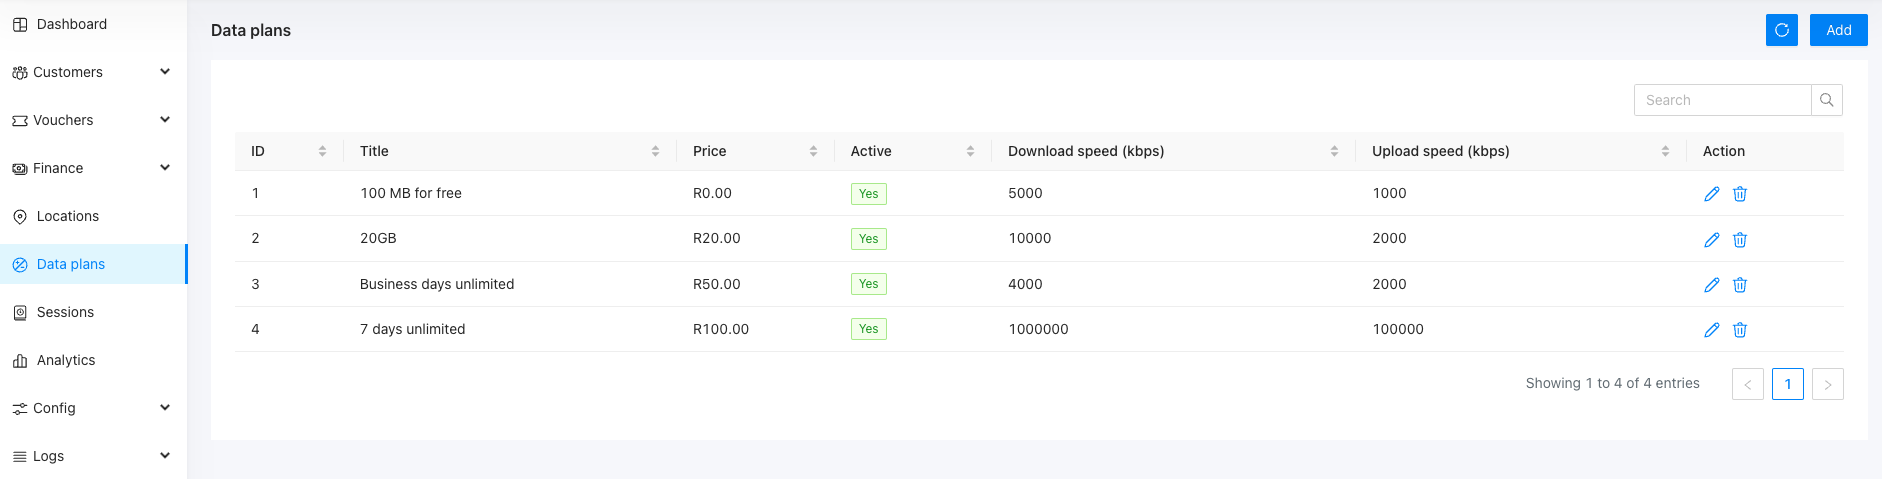 Dashboard
Customers
Vouchers
Finance
Locations
Data plans
Sessions
Analytics
Config
Logs
Data plans
Add
Search
ID Title Price Active Download speed (kbps) Upload speed (kbps) Action
1 100 MB for free R0.00 Yes 5000 1000
2 20GB R20.00 Yes 10000 2000
3 Business days unlimited R50.00 Yes 4000 2000
4 7 days unlimited R100.00 Yes 1000000 100000
Showing 1 to 4 of 4 entries < 1 >